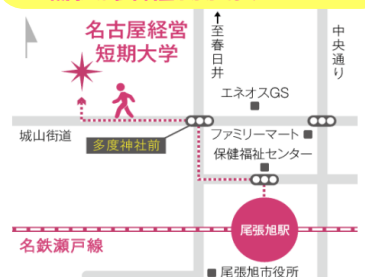 名古屋経営
短期大学
至春日井
中央通り
エネオスGS
城山街道
多度神社前
ファミリーマート
保健福祉センター
尾張旭駅
名鉄瀬戸線
尾張旭市役所